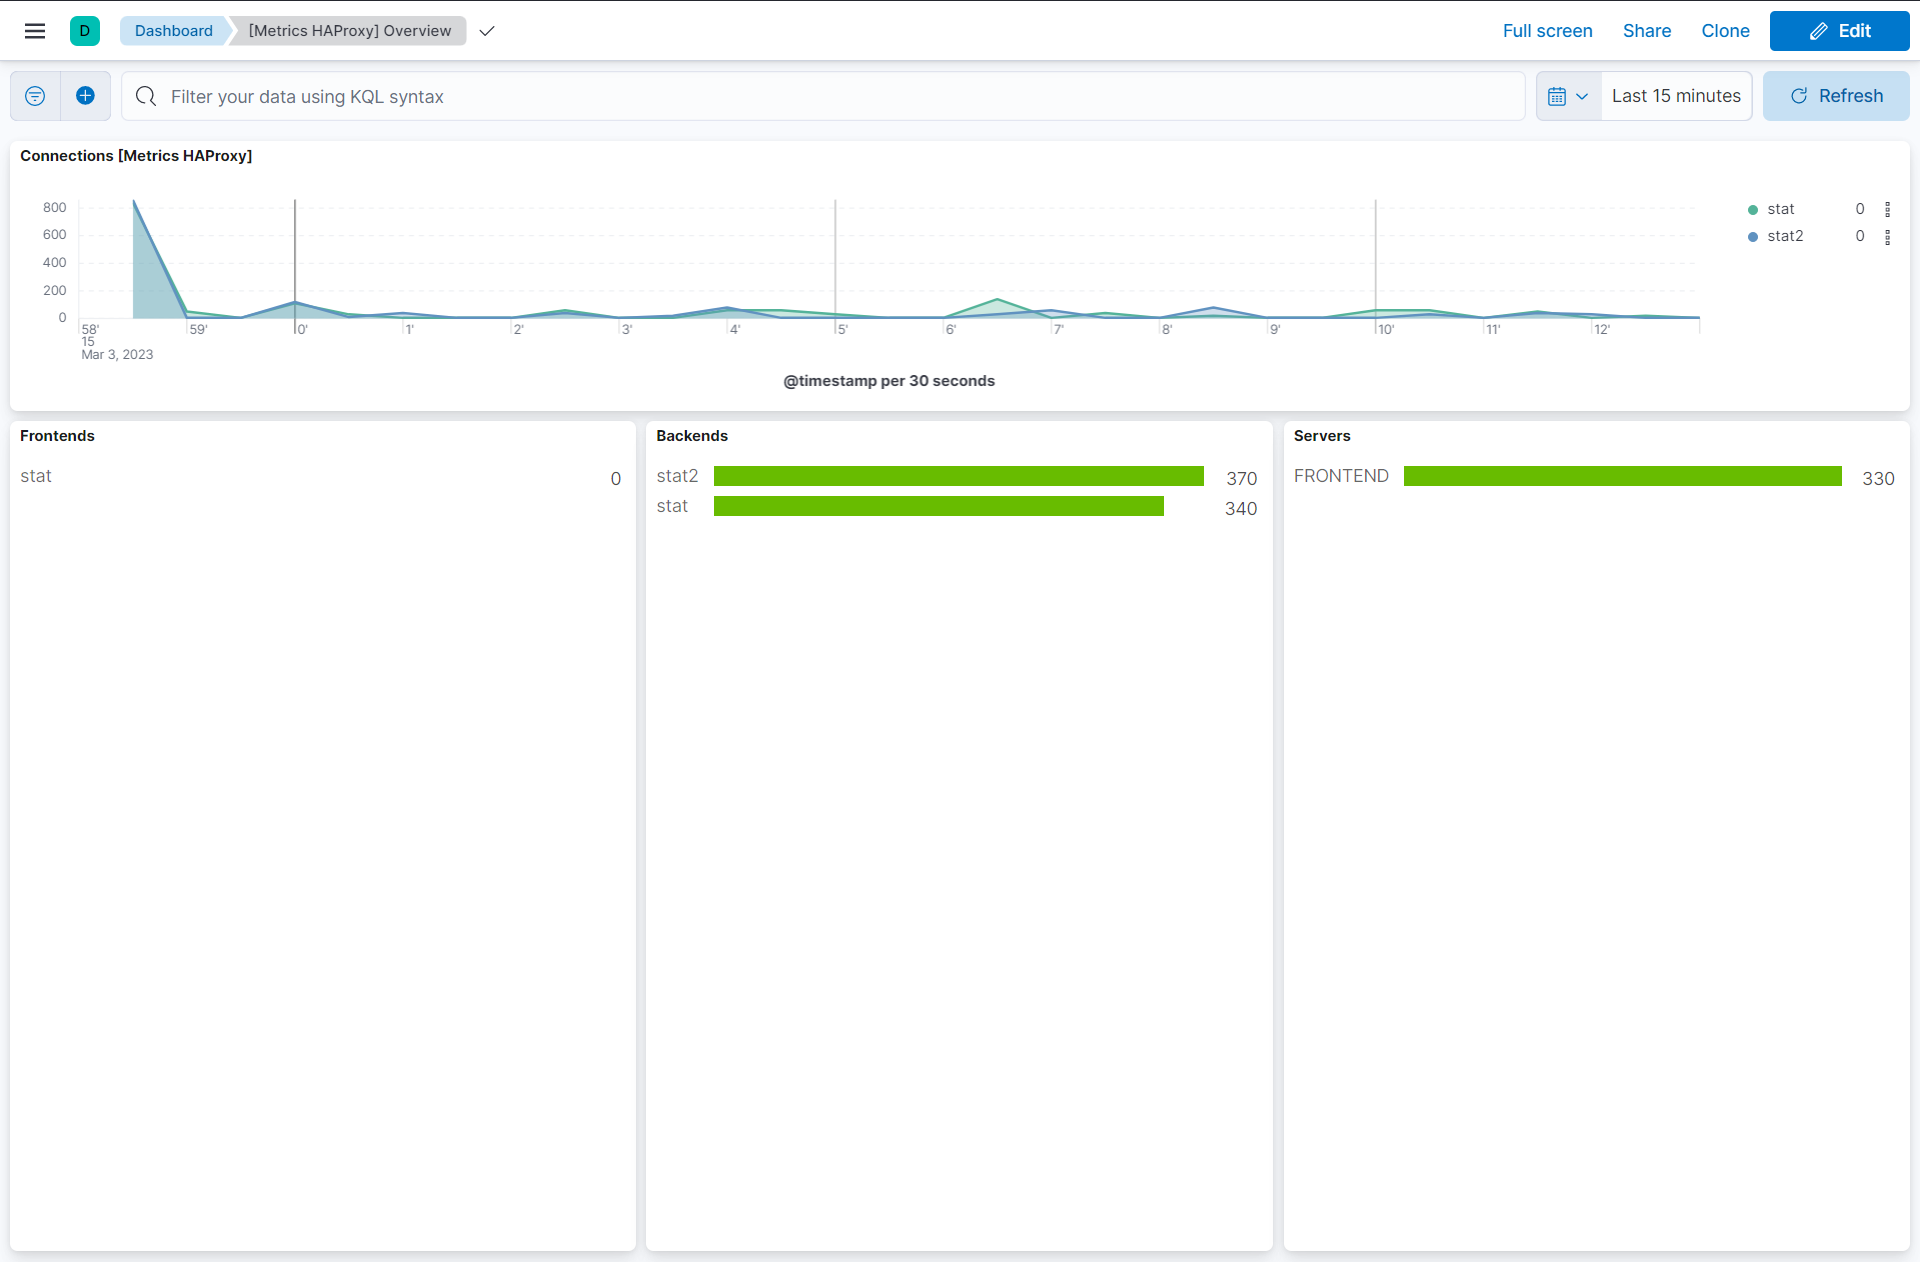 D Dashboard [Metrics HAProxy] Overview Full screen Share Clone Edit
Filter your data using KQL syntax Last 15 minutes Refresh
Connections [Metrics HAProxy]
800
600
400
200
0
58' 59' 0' 1' 2' 3' 4' 5' 6' 7' 8' 9' 10' 11' 12'
15
Mar 3, 2023
@timestamp per 30 seconds
stat 0
stat2 0
Frontends
stat 0
Backends
stat2 370
stat 340
Servers
FRONTEND 330